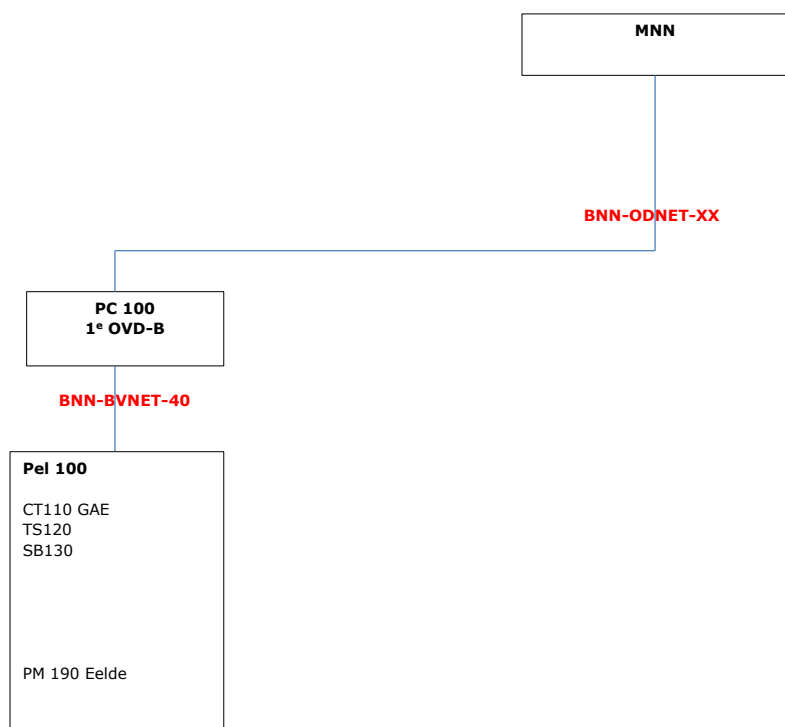 MNN
BNN-ODNET-XX
PC 100
1e OVD-B
BNN-BVNET-40
Pel 100
CT110 GAE
TS120
SB130
PM 190 Eelde